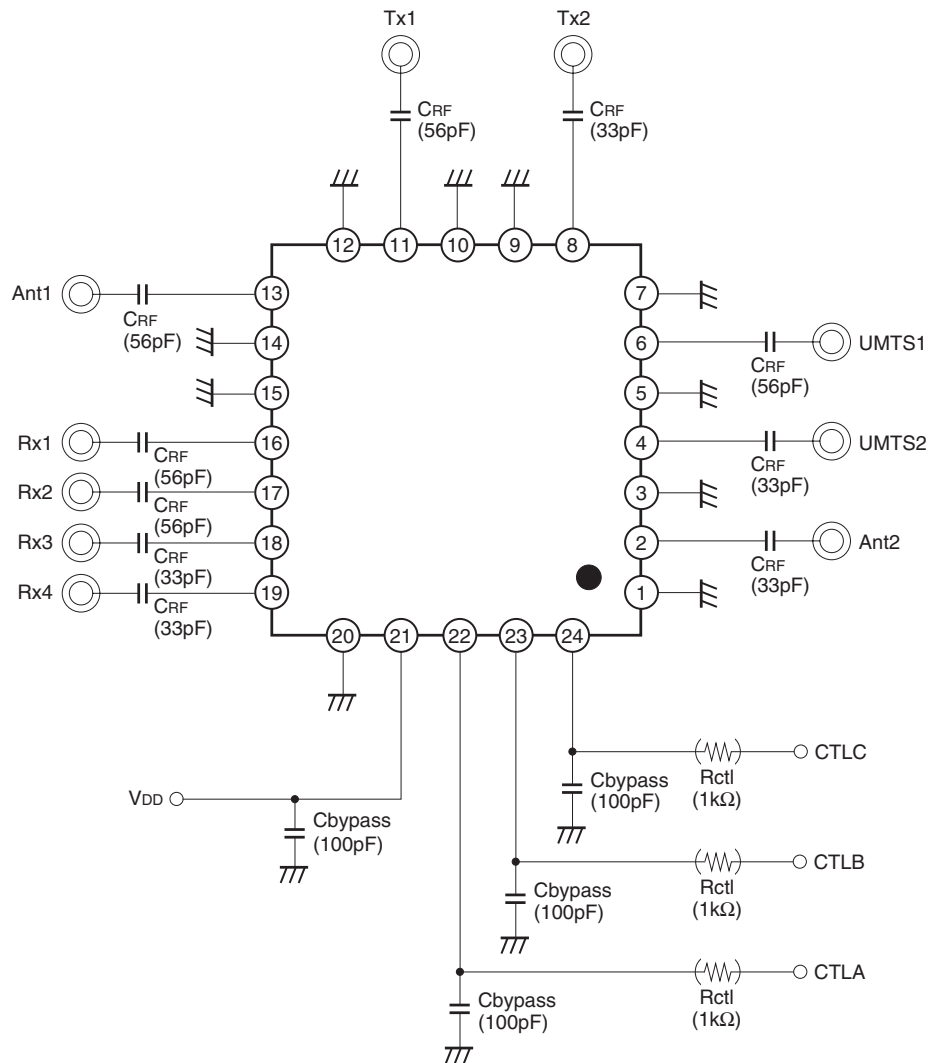 Tx1
Tx2
CRF
(56pF)
CRF
(33pF)
12
11
10
9
8
Ant1
13
7
CRF
(56pF)
14
6
UMTS1
CRF
(56pF)
15
5
Rx1
16
4
UMTS2
CRF
(56pF)
CRF
(33pF)
Rx2
17
3
CRF
(56pF)
Rx3
18
2
Ant2
CRF
(33pF)
CRF
(33pF)
Rx4
19
1
CRF
(33pF)
20
21
22
23
24
CTLC
Cbypass
(100pF)
Rctl
(1kΩ)
VDD
Cbypass
(100pF)
CTLB
Cbypass
(100pF)
Rctl
(1kΩ)
CTLA
Cbypass
(100pF)
Rctl
(1kΩ)